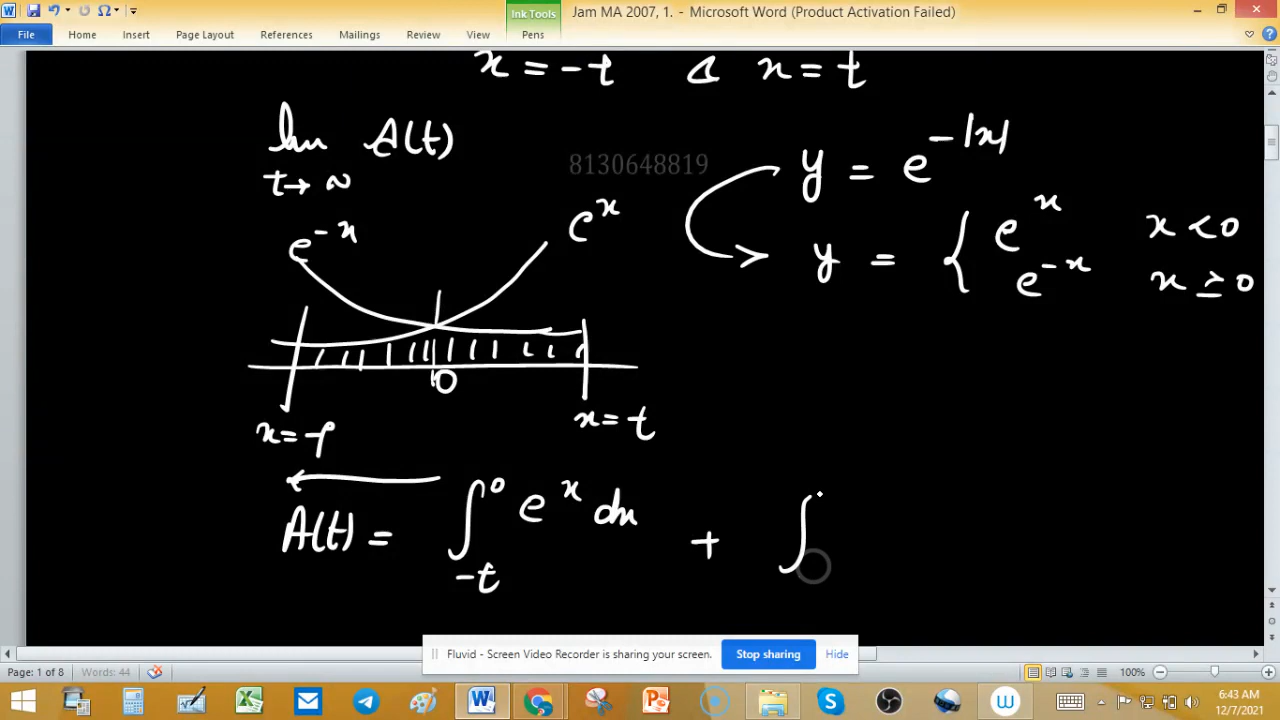 Jam MA 2007, 1. - Microsoft Word (Product Activation Failed)
Ink Tools
File Home Insert Page Layout References Mailings Review View Pens
x = -t & x = t
lim A(t)
t → ∞
8130648819
y = e^{-|x|}
y = { e^x x < 0
e^{-x} x ≥ 0
e^{-x} e^x
0
x = -t x = t
A(t) = ∫_{-t}^{0} e^x dx + ∫
Fluvid - Screen Video Recorder is sharing your screen. Stop sharing Hide
Page: 1 of 8 Words: 44 100%
6:43 AM
12/7/2021